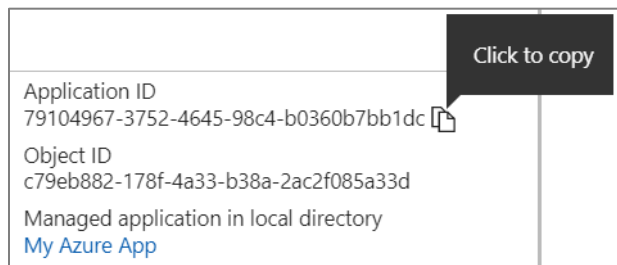 Click to copy
Application ID
79104967-3752-4645-98c4-b0360b7bb1dc
Object ID
c79eb882-178f-4a33-b38a-2ac2f085a33d
Managed application in local directory
My Azure App